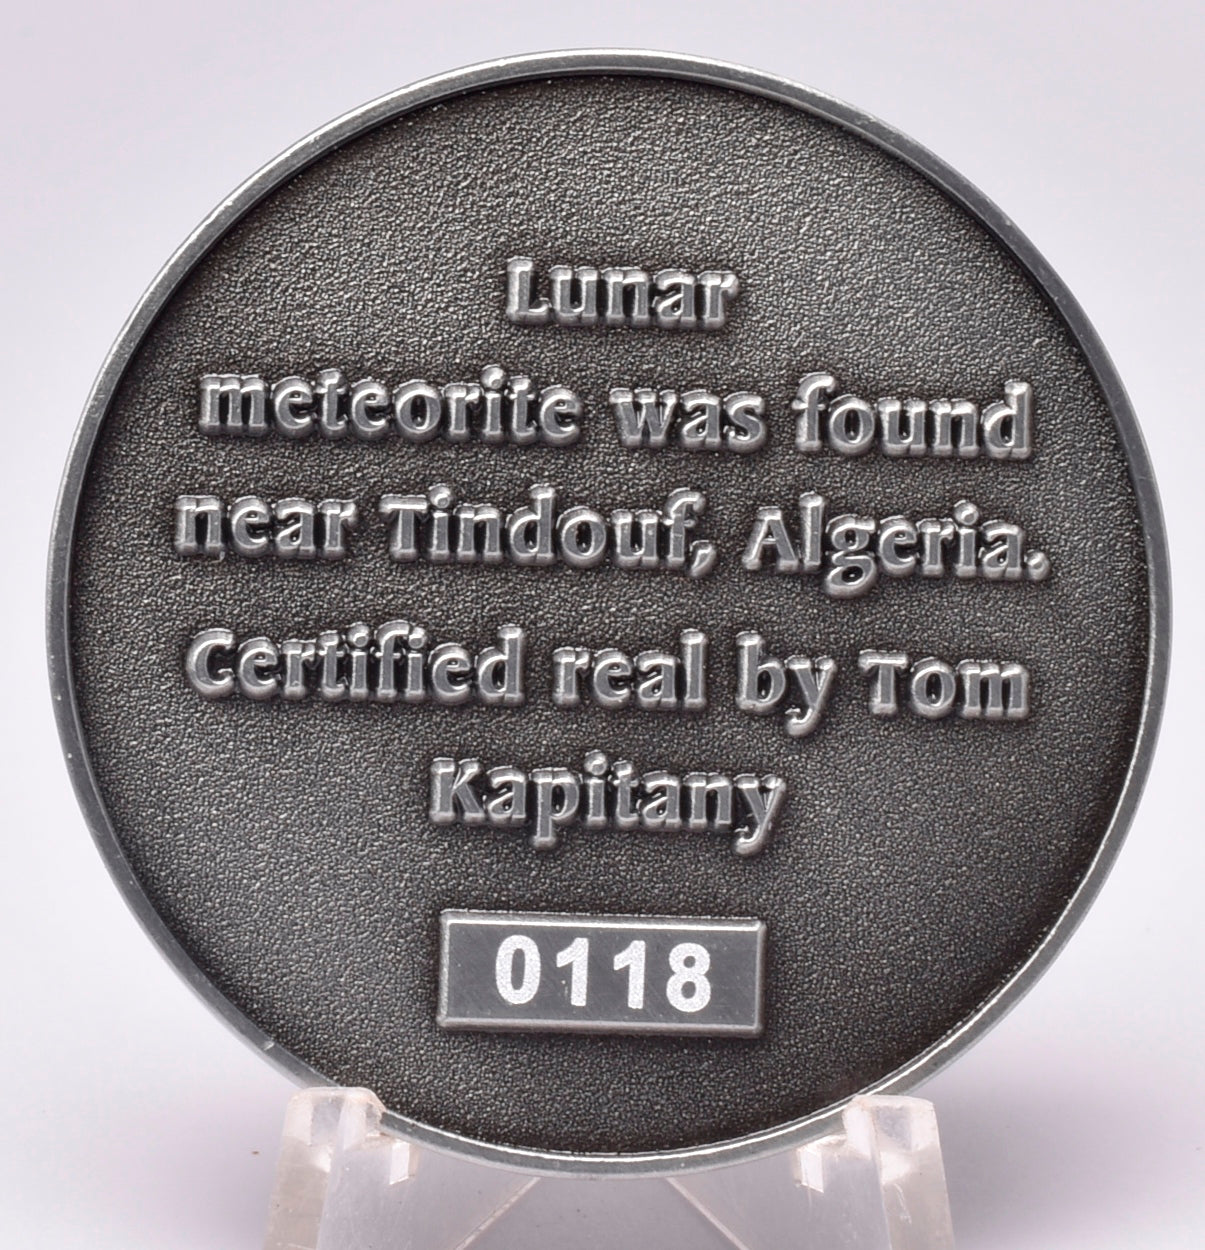 Lunar
meteorite was found
near Tindouf, Algeria.
Certified real by Tom
Kapitany
0118